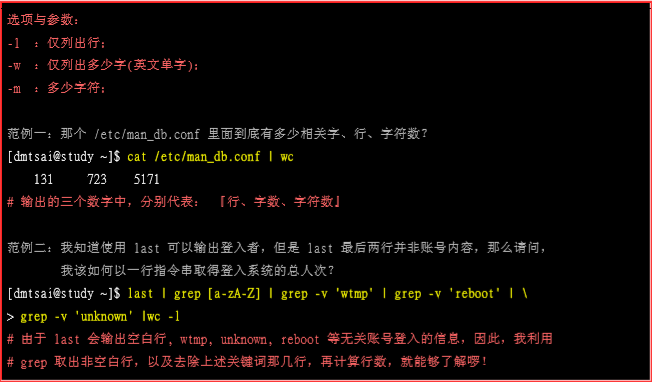 选项与参数：
-l ：仅列出行；
-w ：仅列出多少字(英文单字)；
-m ：多少字符；
范例一：那个 /etc/man_db.conf 里面到底有多少相关字、行、字符数？
[dmtsai@study ~]$ cat /etc/man_db.conf | wc
131 723 5171
# 输出的三个数字中，分别代表： 『行、字数、字符数』
范例二：我知道使用 last 可以输出登入者，但是 last 最后两行并非账号内容，那么请问，
我该如何以一行指令串取得登入系统的总人次？
[dmtsai@study ~]$ last | grep [a-zA-Z] | grep -v 'wtmp' | grep -v 'reboot' | \
> grep -v 'unknown' |wc -l
# 由于 last 会输出空白行, wtmp, unknown, reboot 等无关账号登入的信息，因此，我利用
# grep 取出非空白行，以及去除上述关键词那几行，再计算行数，就能够了解啰！